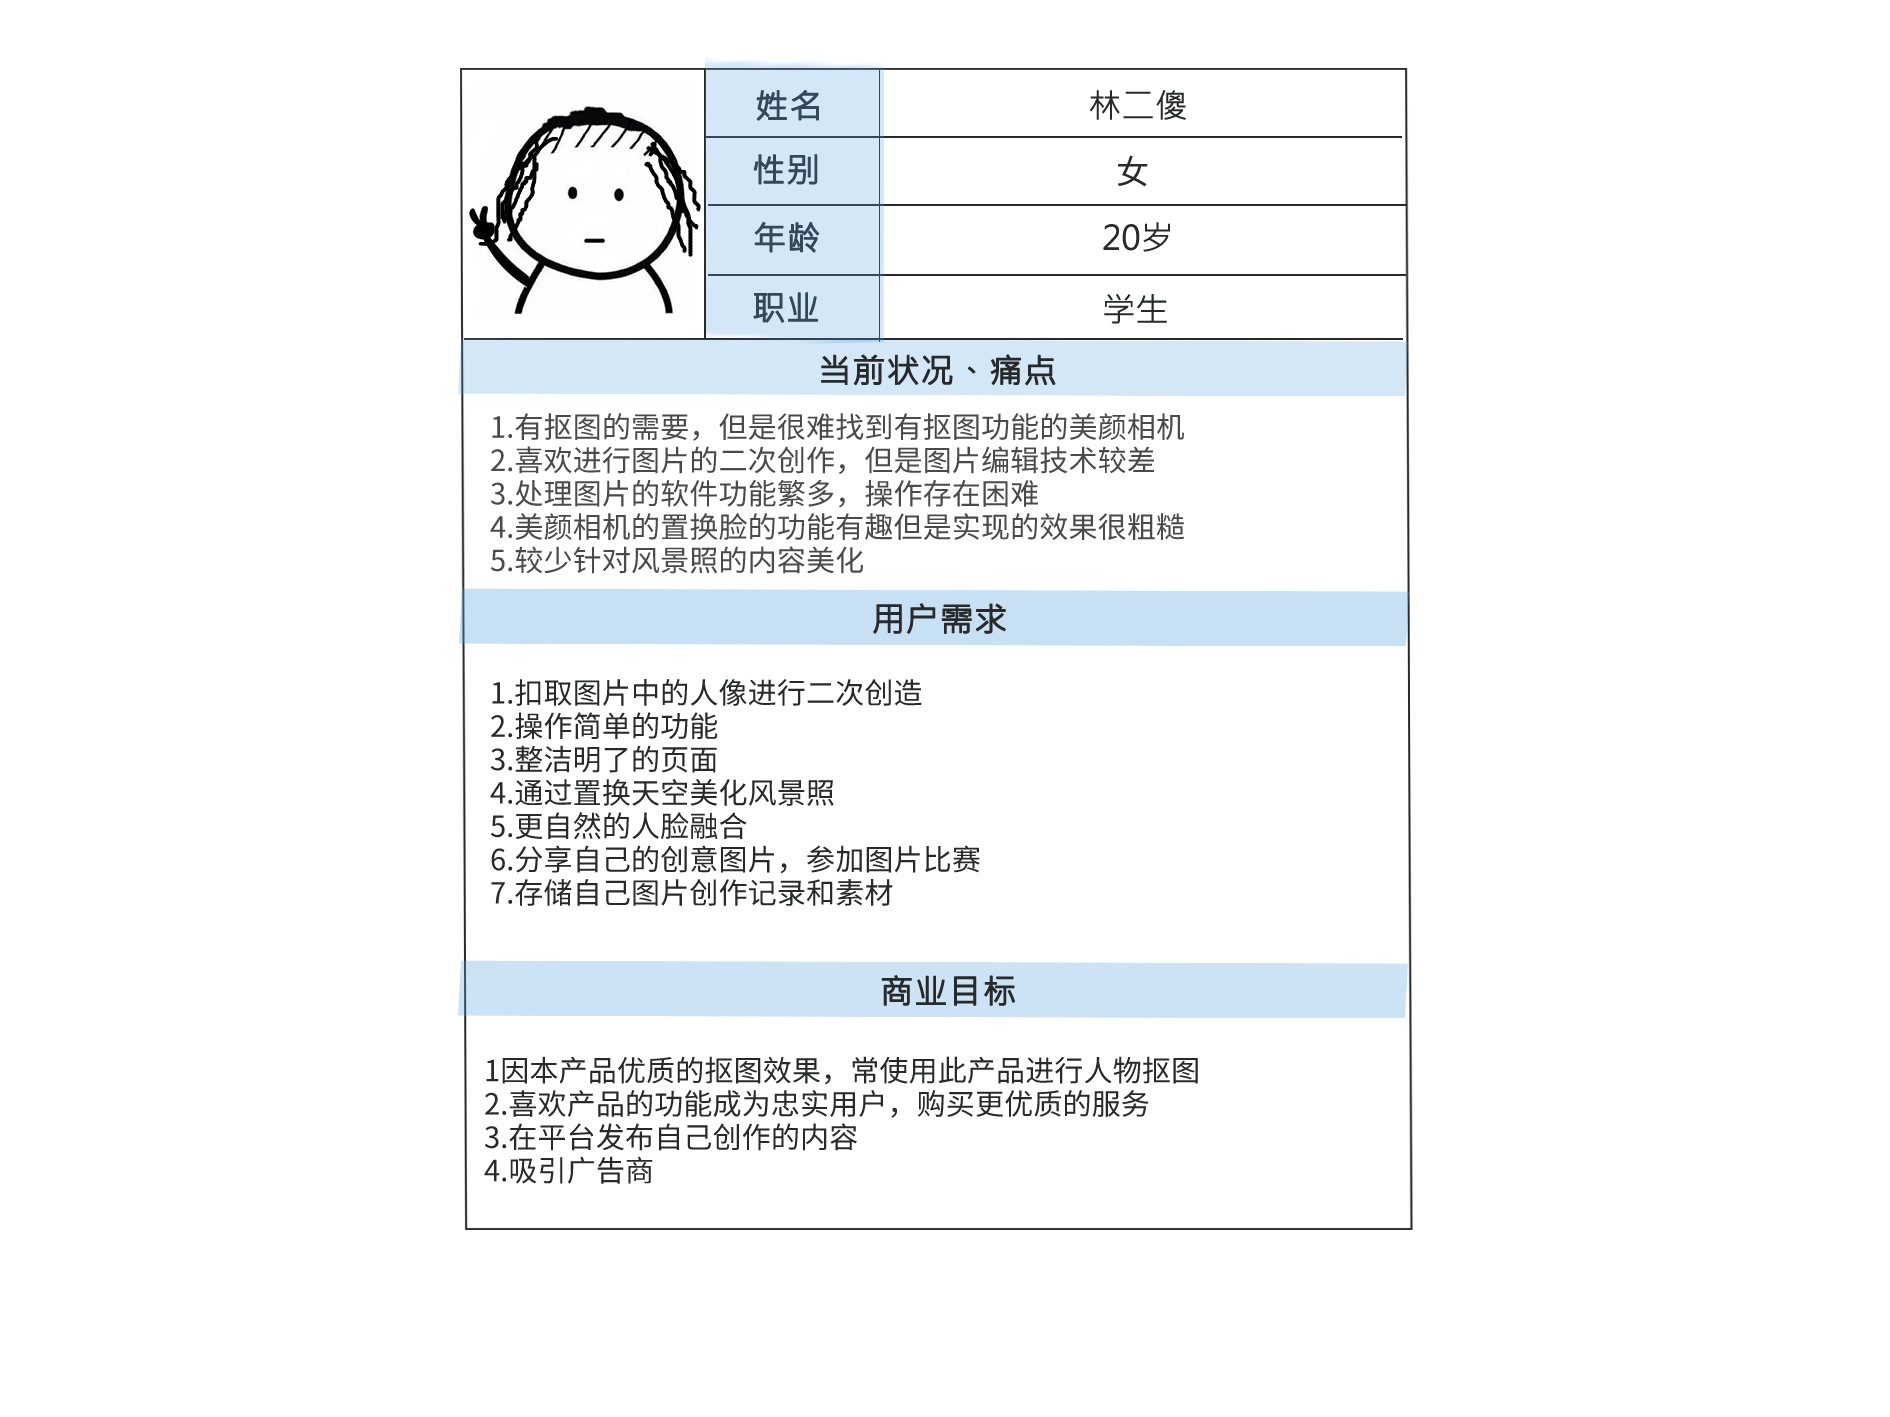 姓名 林二傻
性别 女
年龄 20岁
职业 学生
当前状况、痛点
1.有抠图的需要，但是很难找到有抠图功能的美颜相机
2.喜欢进行图片的二次创作，但是图片编辑技术较差
3.处理图片的软件功能繁多，操作存在困难
4.美颜相机的置换脸的功能有趣但是实现的效果很粗糙
5.较少针对风景照的内容美化
用户需求
1.扣取图片中的人像进行二次创造
2.操作简单的功能
3.整洁明了的页面
4.通过置换天空美化风景照
5.更自然的人脸融合
6.分享自己的创意图片，参加图片比赛
7.存储自己图片创作记录和素材
商业目标
1因本产品优质的抠图效果，常使用此产品进行人物抠图
2.喜欢产品的功能成为忠实用户，购买更优质的服务
3.在平台发布自己创作的内容
4.吸引广告商